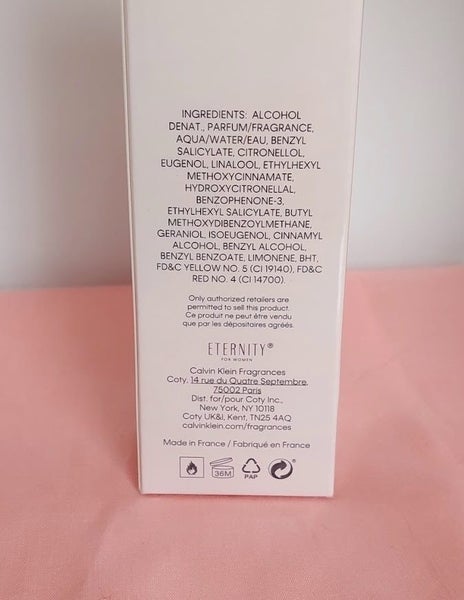 INGREDIENTS: ALCOHOL
DENAT., PARFUM/FRAGRANCE,
AQUA/WATER/EAU, BENZYL
SALICYLATE, CITRONELLOL,
EUGENOL, LINALOOL, ETHYLHEXYL
METHOXYCINNAMATE,
HYDROXYCITRONELLAL,
BENZOPHENONE-3,
ETHYLHEXYL SALICYLATE, BUTYL
METHOXYDIBENZOYLMETHANE,
GERANIOL, ISOEUGENOL, CINNAMYL
ALCOHOL, BENZYL ALCOHOL,
BENZYL BENZOATE, LIMONENE, BHT,
FD&C YELLOW NO. 5 (CI 19140), FD&C
RED NO. 4 (CI 14700).
Only authorized retailers are
permitted to sell this product.
Ce produit ne peut être vendu
que par les dépositaires agréés.
ETERNITY®
FOR WOMEN
Calvin Klein Fragrances
Coty, 14 rue du Quatre Septembre,
75002 Paris
Dist. for/pour Coty Inc.,
New York, NY 10118
Coty UK&I, Kent, TN25 4AQ
calvinklein.com/fragrances
Made in France / Fabriqué en France
36M
PAP
®